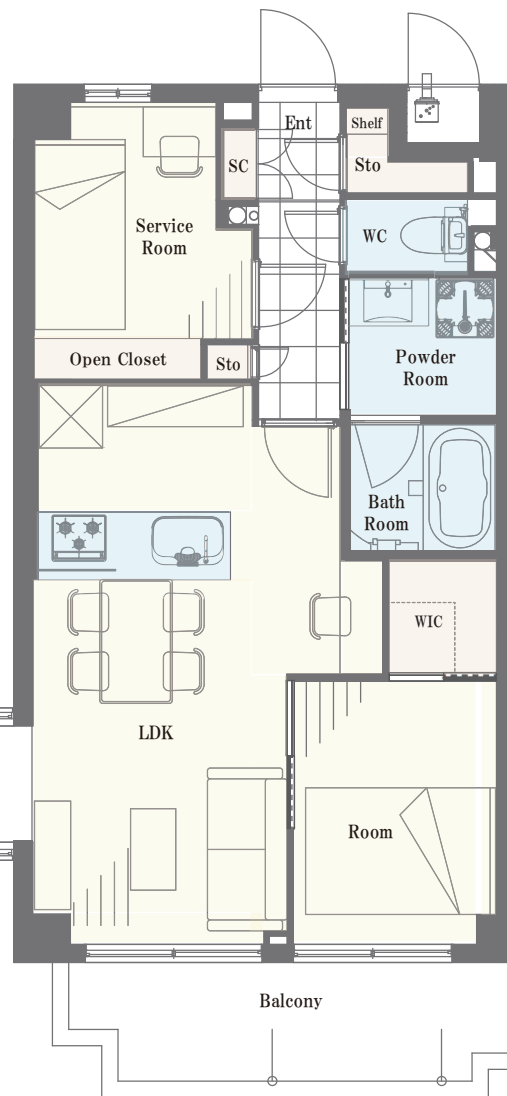 Ent
Shelf
SC
Sto
Service
Room
WC
Open Closet
Sto
Powder
Room
Bath
Room
WIC
LDK
Room
Balcony